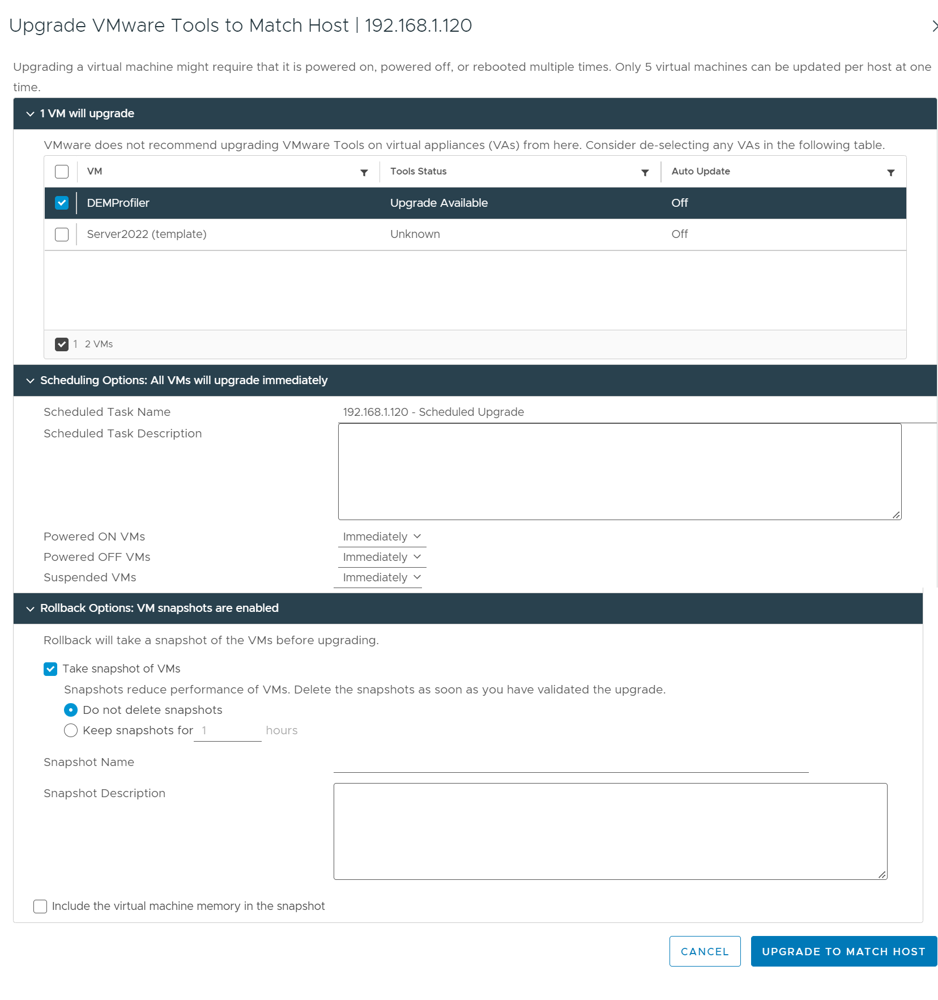 Upgrade VMware Tools to Match Host | 192.168.1.120
Upgrading a virtual machine might require that it is powered on, powered off, or rebooted multiple times. Only 5 virtual machines can be updated per host at one
time.
1 VM will upgrade
VMware does not recommend upgrading VMware Tools on virtual appliances (VAs) from here. Consider de-selecting any VAs in the following table.
VM Tools Status Auto Update
DEMProfiler Upgrade Available Off
Server2022 (template) Unknown Off
1 2 VMs
Scheduling Options: All VMs will upgrade immediately
Scheduled Task Name 192.168.1.120 - Scheduled Upgrade
Scheduled Task Description
Powered ON VMs Immediately
Powered OFF VMs Immediately
Suspended VMs Immediately
Rollback Options: VM snapshots are enabled
Rollback will take a snapshot of the VMs before upgrading.
Take snapshot of VMs
Snapshots reduce performance of VMs. Delete the snapshots as soon as you have validated the upgrade.
Do not delete snapshots
Keep snapshots for 1 hours
Snapshot Name
Snapshot Description
Include the virtual machine memory in the snapshot
CANCEL UPGRADE TO MATCH HOST